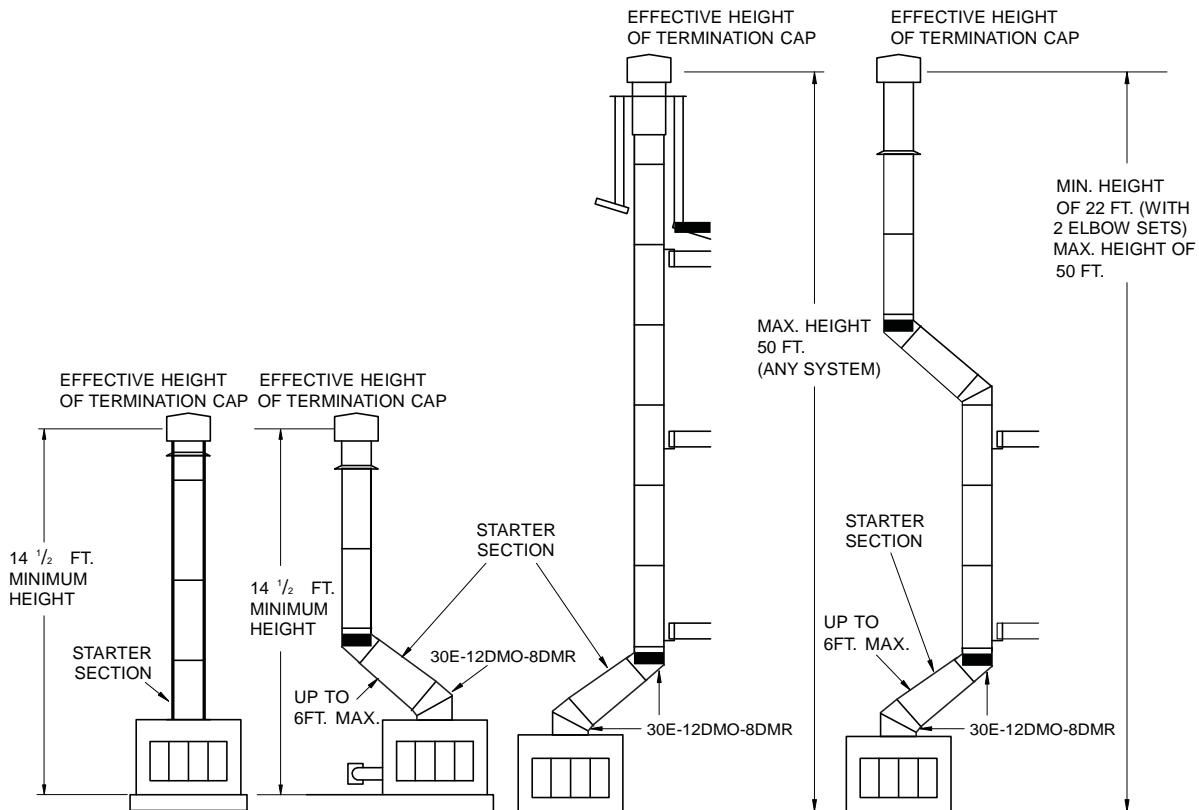 EFFECTIVE HEIGHT
OF TERMINATION CAP
EFFECTIVE HEIGHT
OF TERMINATION CAP
MIN. HEIGHT
OF 22 FT. (WITH
2 ELBOW SETS)
MAX. HEIGHT OF
50 FT.
MAX. HEIGHT
50 FT.
(ANY SYSTEM)
EFFECTIVE HEIGHT
OF TERMINATION CAP
EFFECTIVE HEIGHT
OF TERMINATION CAP
14 1/2 FT.
MINIMUM
HEIGHT
STARTER
SECTION
14 1/2 FT.
MINIMUM
HEIGHT
STARTER
SECTION
30E-12DMO-8DMR
UP TO
6FT. MAX.
30E-12DMO-8DMR
STARTER
SECTION
UP TO
6FT. MAX.
30E-12DMO-8DMR